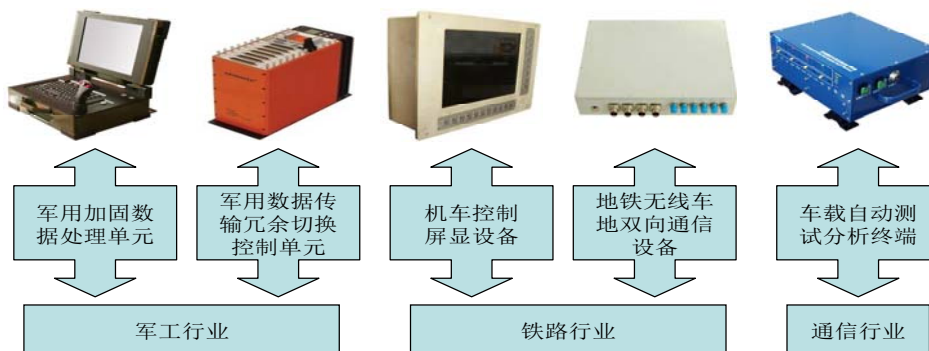 军用加固数
据处理单元
军用数据传
输冗余切换
控制单元
机车控制
屏显设备
地铁无线车
地双向通信
设备
车载自动测
试分析终端
军工行业
铁路行业
通信行业